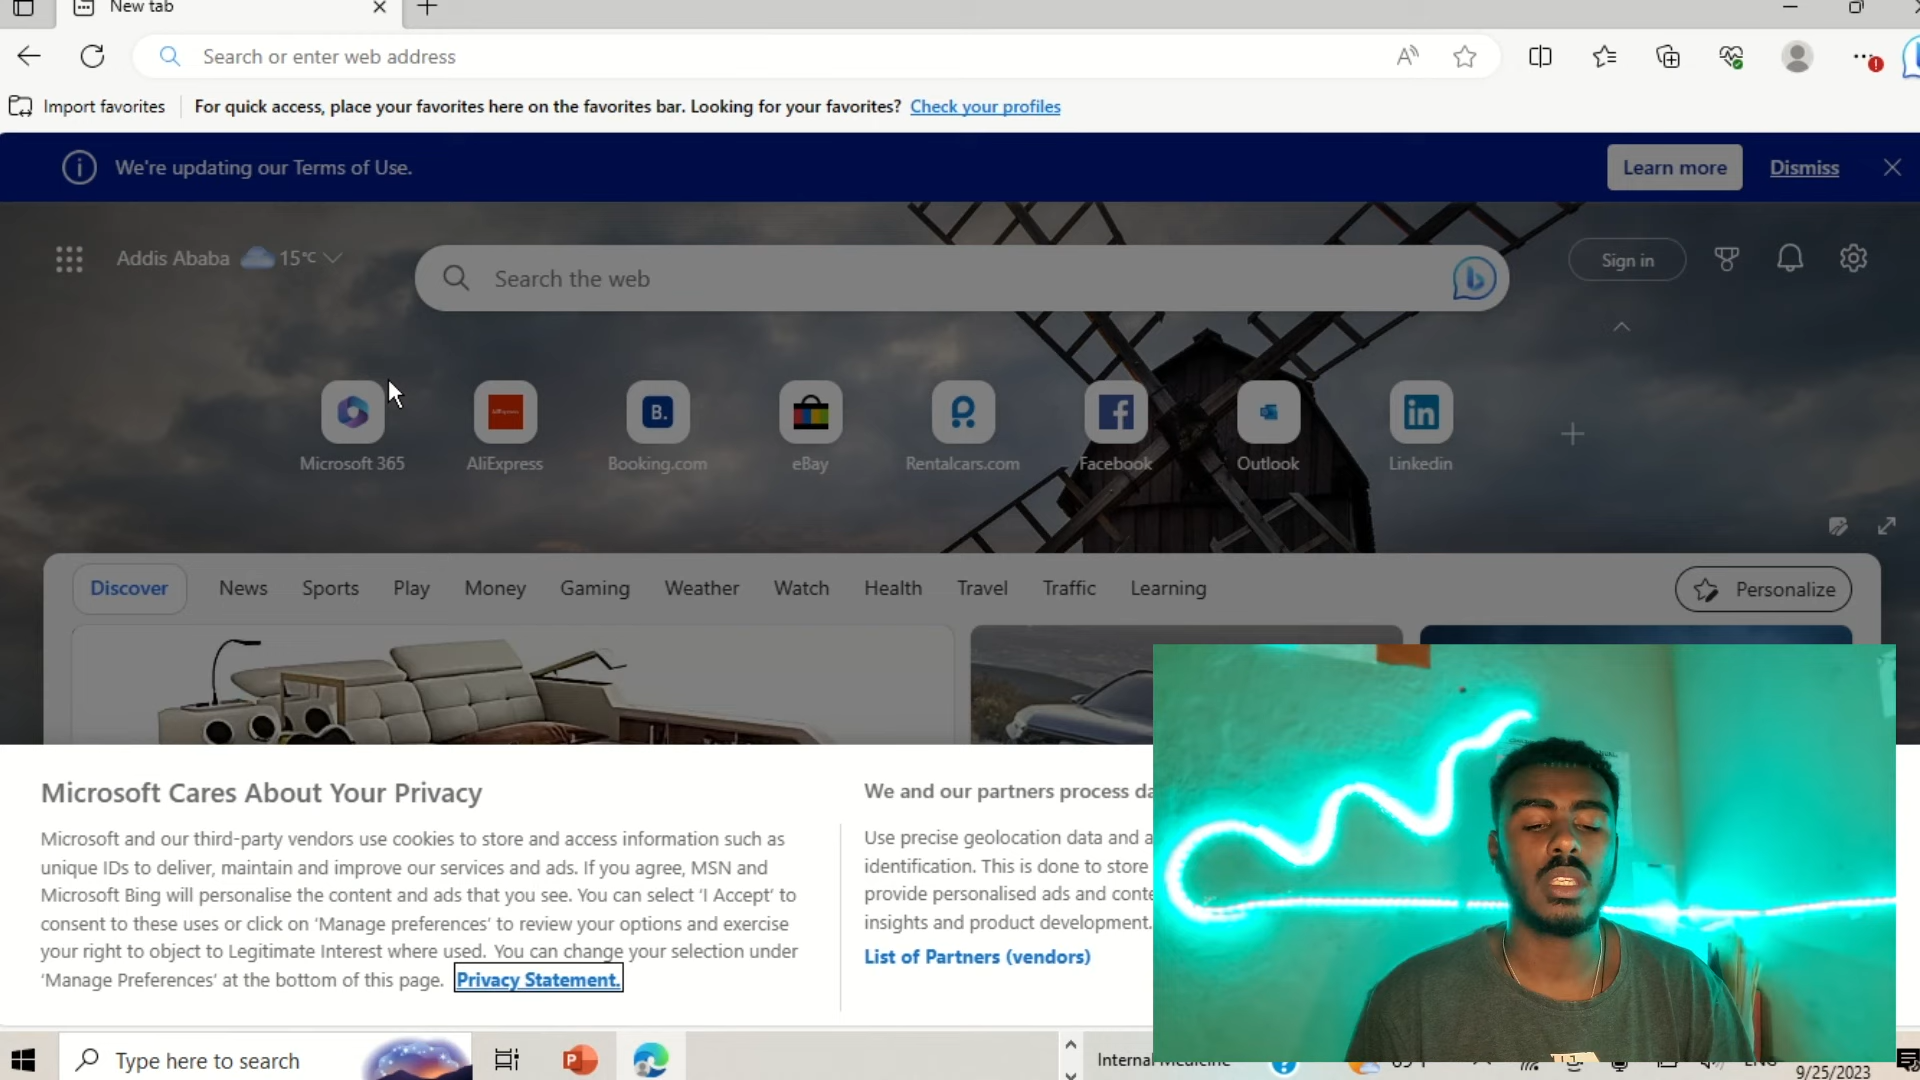 New tab
Search or enter web address
Import favorites
For quick access, place your favorites here on the favorites bar. Looking for your favorites? Check your profiles
We're updating our Terms of Use.
Learn more
Dismiss
Addis Ababa 15°C
Search the web
Sign in
Microsoft 365
AliExpress
Booking.com
eBay
Rentalcars.com
Facebook
Outlook
Linkedin
Discover
News
Sports
Play
Money
Gaming
Weather
Watch
Health
Travel
Traffic
Learning
Personalize
Microsoft Cares About Your Privacy
Microsoft and our third-party vendors use cookies to store and access information such as
unique IDs to deliver, maintain and improve our services and ads. If you agree, MSN and
Microsoft Bing will personalise the content and ads that you see. You can select 'I Accept' to
consent to these uses or click on 'Manage preferences' to review your options and exercise
your right to object to Legitimate Interest where used. You can change your selection under
'Manage Preferences' at the bottom of this page. Privacy Statement.
We and our partners process
Use precise geolocation data and
identification. This is done to store
provide personalised ads and
insights and product development.
List of Partners (vendors)
Type here to search
Internal Medicine
9/25/2023